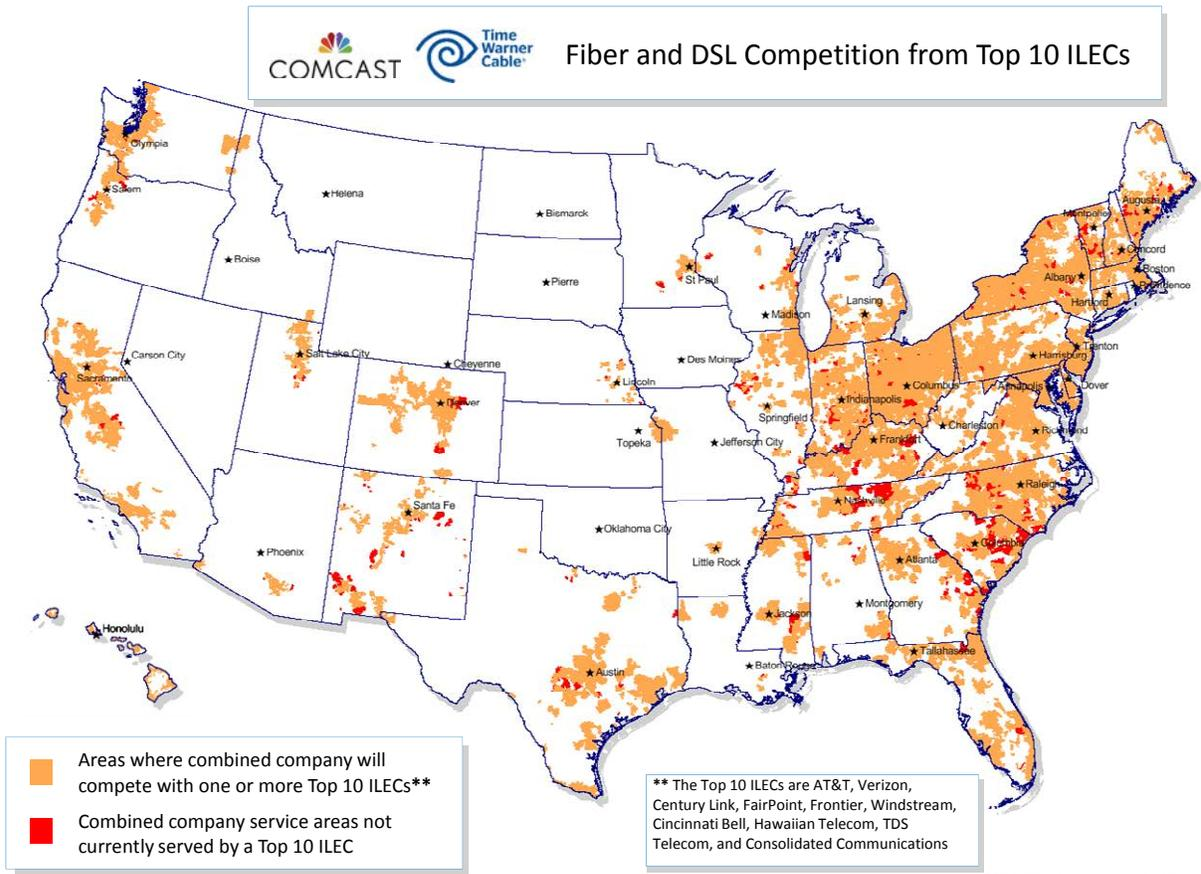 COMCAST
Time
Warner
Cable®
Fiber and DSL Competition from Top 10 ILECs
Olympia
Salem
Helena
Bismarck
Boise
Pierre
St Paul
Montpelier
Augusta
Concord
Albany
Boston
Providence
Hartford
Lansing
Madison
Carson City
Sacramento
Salt Lake City
Cheyenne
Des Moines
Lincoln
Denver
Trenton
Harrisburg
Columbus
Annapolis
Dover
Indianapolis
Springfield
Topeka
Jefferson City
Charleston
Richmond
Frankfort
Raleigh
Nashville
Santa Fe
Oklahoma City
Phoenix
Little Rock
Columbia
Atlanta
Montgomery
Jackson
Honolulu
Tallahassee
Baton Rouge
Austin
Areas where combined company will
compete with one or more Top 10 ILECs**
Combined company service areas not
currently served by a Top 10 ILEC
** The Top 10 ILECs are AT&T, Verizon,
Century Link, FairPoint, Frontier, Windstream,
Cincinnati Bell, Hawaiian Telecom, TDS
Telecom, and Consolidated Communications